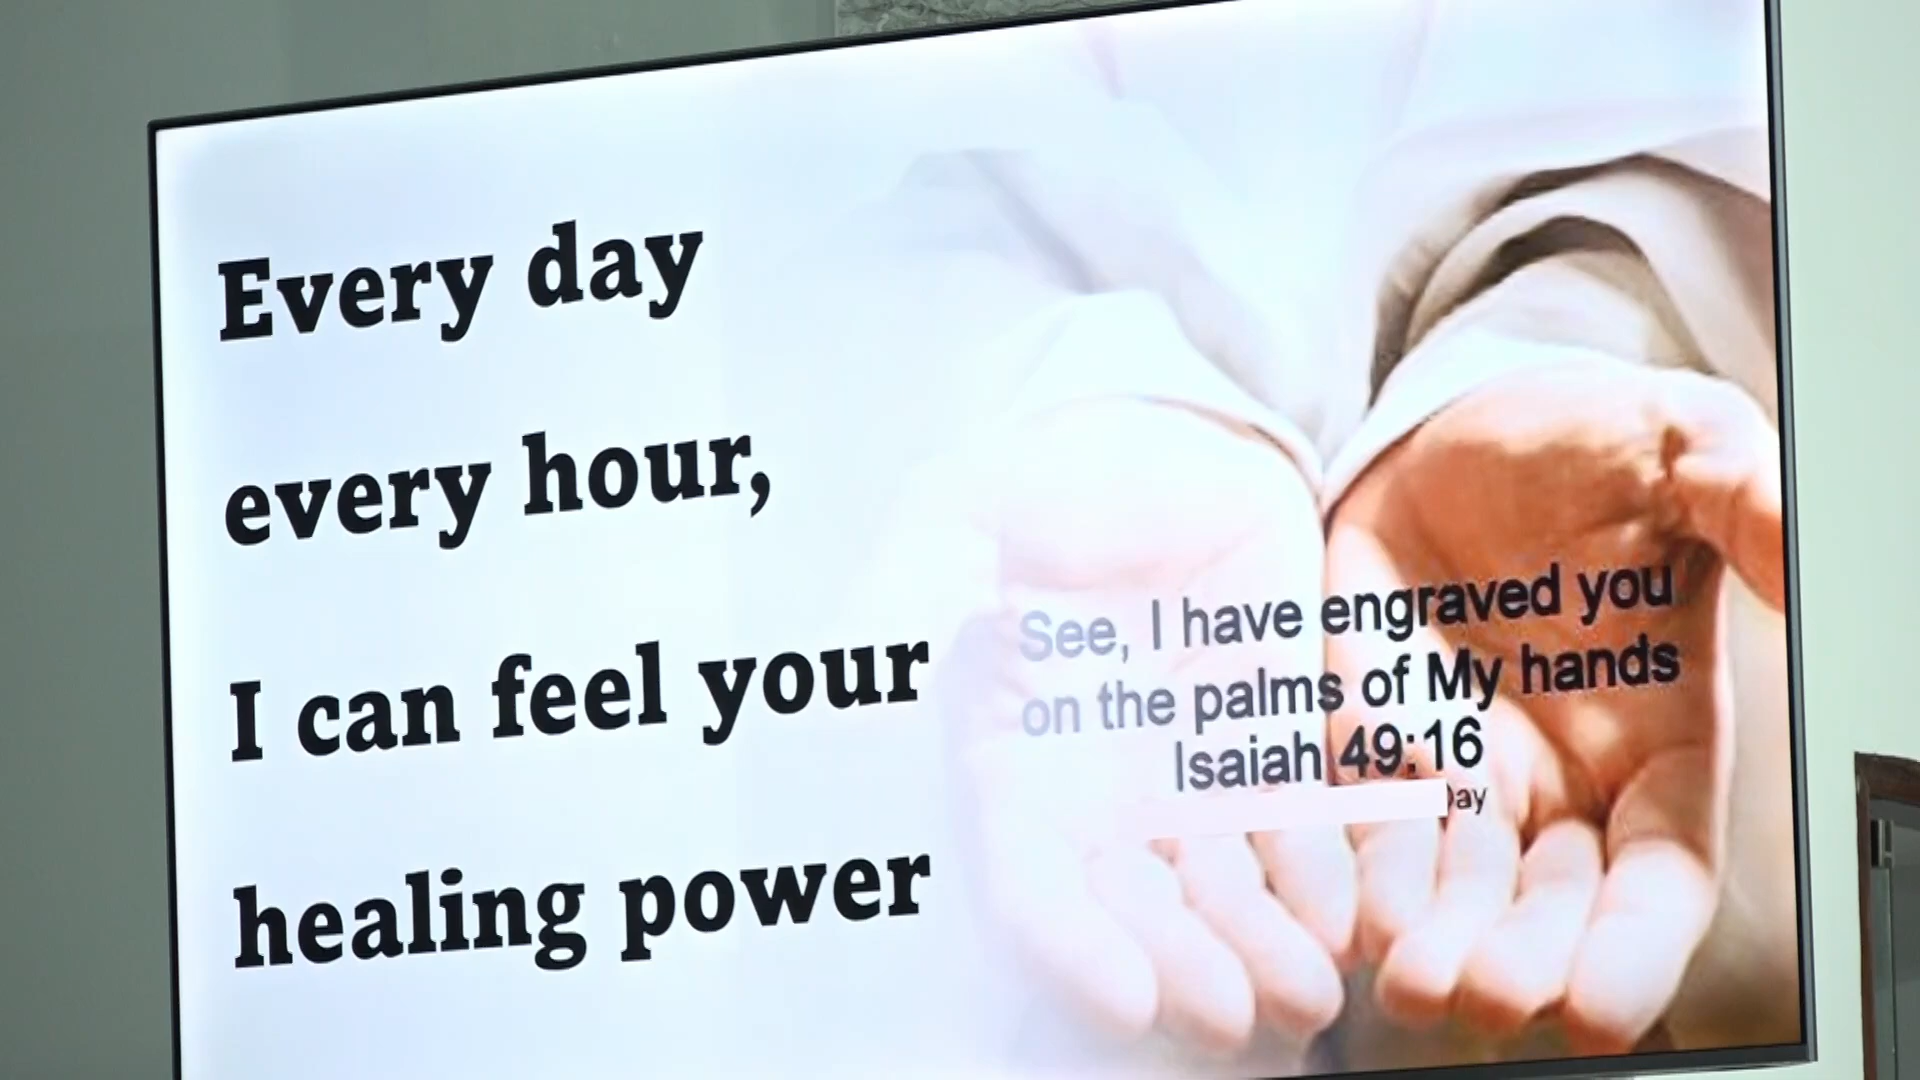 Every day
every hour,
I can feel your
healing power
See, I have engraved you
on the palms of My hands
Isaiah 49:16